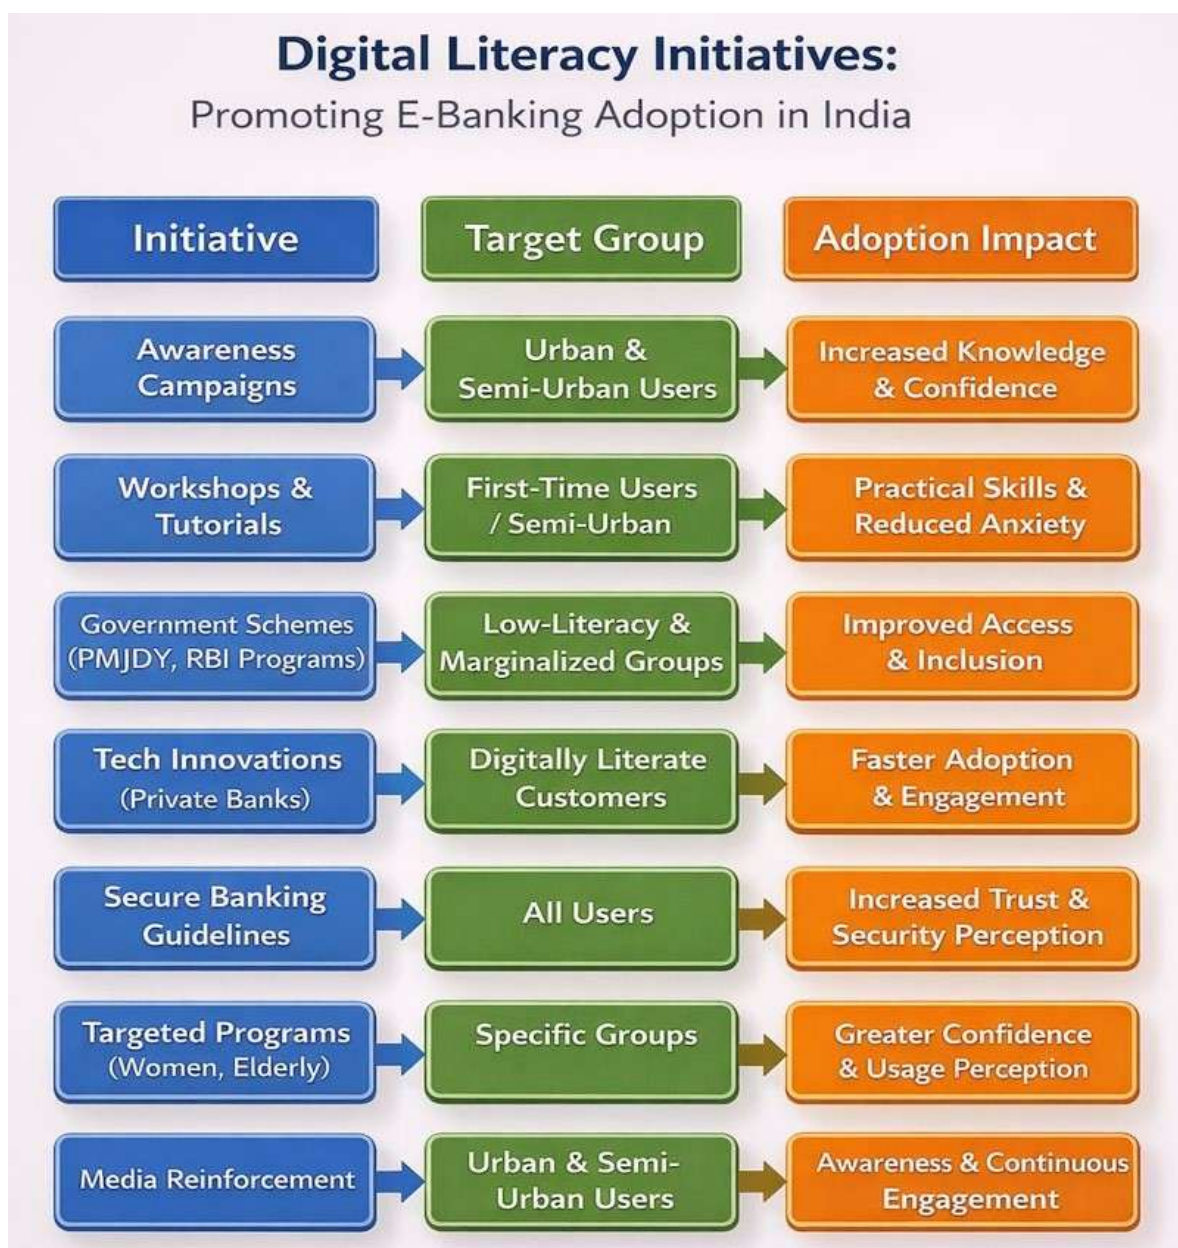 Digital Literacy Initiatives:
Promoting E-Banking Adoption in India
Initiative
Target Group
Adoption Impact
Awareness
Campaigns
Urban &
Semi-Urban Users
Increased Knowledge
& Confidence
Workshops &
Tutorials
First-Time Users
/ Semi-Urban
Practical Skills &
Reduced Anxiety
Government Schemes
(PMJDY, RBI Programs)
Low-Literacy &
Marginalized Groups
Improved Access
& Inclusion
Tech Innovations
(Private Banks)
Digitally Literate
Customers
Faster Adoption
& Engagement
Secure Banking
Guidelines
All Users
Increased Trust &
Security Perception
Targeted Programs
(Women, Elderly)
Specific Groups
Greater Confidence
& Usage Perception
Media Reinforcement
Urban & Semi-
Urban Users
Awareness & Continuous
Engagement